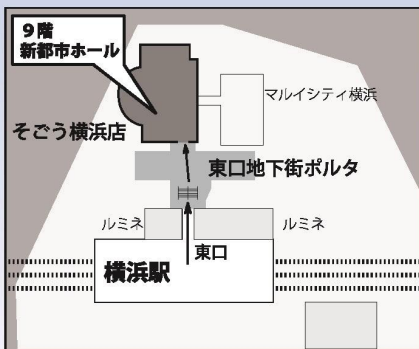 9階
新都市ホール
マルイシティ横浜
そごう横浜店
東口地下街ポルタ
ルミネ
ルミネ
東口
横浜駅